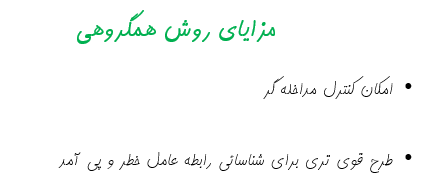 مزایای روش همگروهی
• امکان کنترل مداخله گر
• طرح قوی تری برای شناسائی رابطه عامل خطر و پی آمد